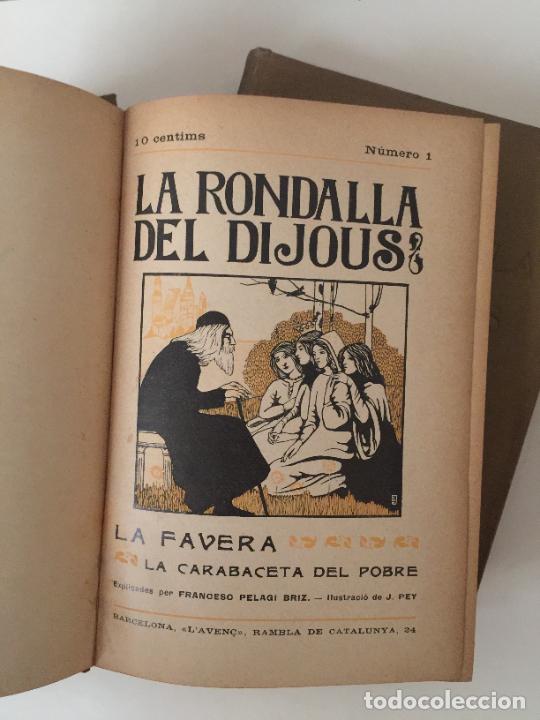 10 centims
Número 1
LA RONDALLA
DEL DIJOUS
LA FAVERA
LA CARABACETA DEL POBRE
Explicades per FRANCESC PELAGI BRIZ. — Ilustració de J. PEY
BARCELONA, «L'AVENÇ», RAMBLA DE CATALUNYA, 24
todocoleccion